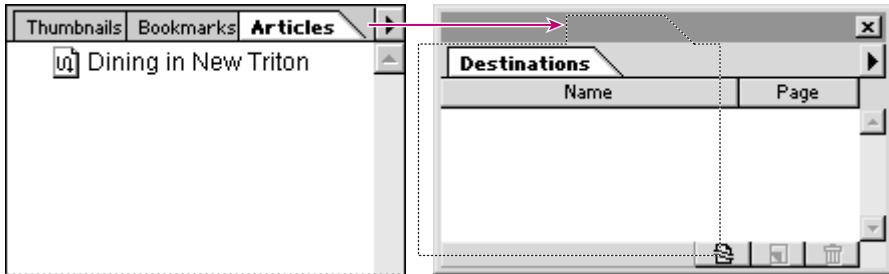 Thumbnails Bookmarks Articles
Dining in New Triton
Destinations
Name Page